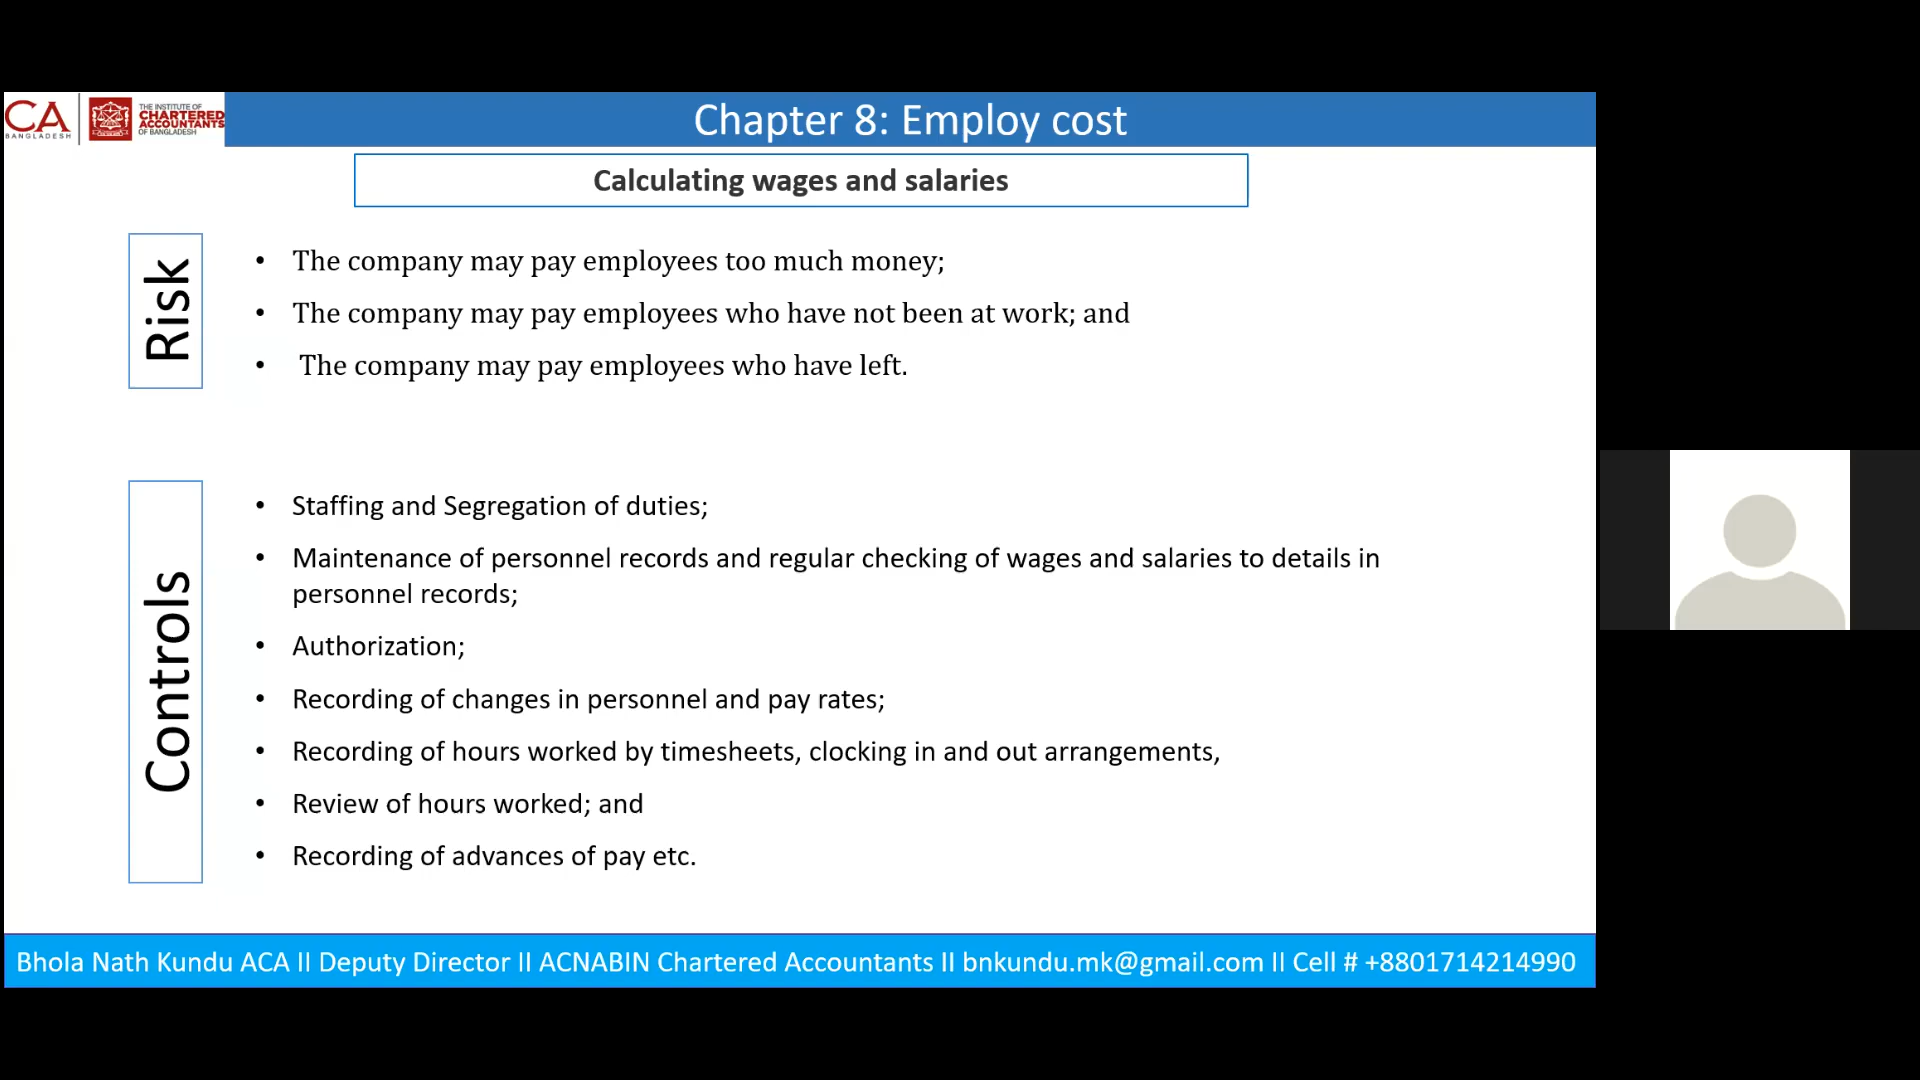 CA
BANGLADESH
THE INSTITUTE OF
CHARTERED
ACCOUNTANTS
OF BANGLADESH
Chapter 8: Employ cost
Calculating wages and salaries
Risk
• The company may pay employees too much money;
• The company may pay employees who have not been at work; and
• The company may pay employees who have left.
Controls
• Staffing and Segregation of duties;
• Maintenance of personnel records and regular checking of wages and salaries to details in
personnel records;
• Authorization;
• Recording of changes in personnel and pay rates;
• Recording of hours worked by timesheets, clocking in and out arrangements,
• Review of hours worked; and
• Recording of advances of pay etc.
Bhola Nath Kundu ACA II Deputy Director II ACNABIN Chartered Accountants II bnkundu.mk@gmail.com II Cell # +8801714214990